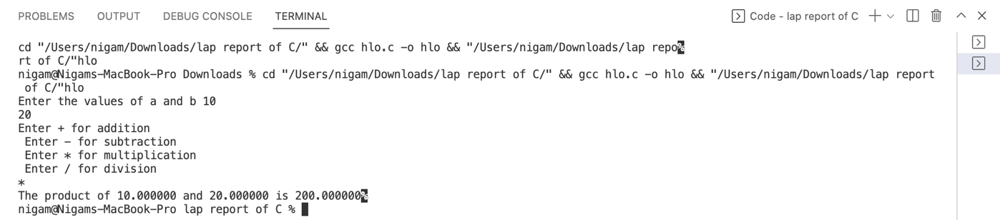 PROBLEMS OUTPUT DEBUG CONSOLE TERMINAL Code - lap report of C
cd "/Users/nigam/Downloads/lap report of C/" && gcc hlo.c -o hlo && "/Users/nigam/Downloads/lap repo%
rt of C/"hlo
nigam@Nigams-MacBook-Pro Downloads % cd "/Users/nigam/Downloads/lap report of C/" && gcc hlo.c -o hlo && "/Users/nigam/Downloads/lap report
of C/"hlo
Enter the values of a and b 10
20
Enter + for addition
Enter - for subtraction
Enter * for multiplication
Enter / for division
*
The product of 10.000000 and 20.000000 is 200.000000%
nigam@Nigams-MacBook-Pro lap report of C %